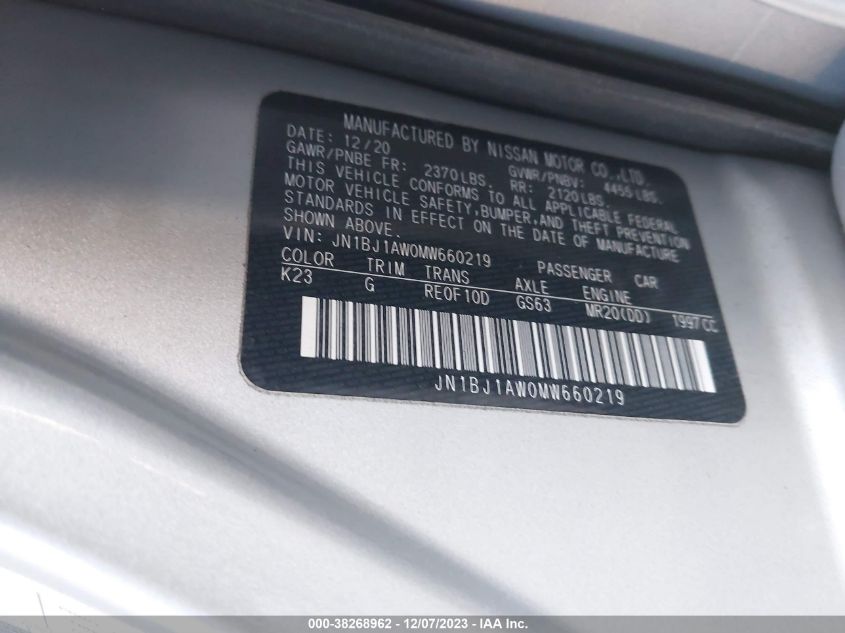 MANUFACTURED BY NISSAN MOTOR CO.,LTD.
DATE: 12/20 GVWR/PNBV: 4455 LBS.
GAWR/PNBE FR: 2370LBS. RR: 2120LBS.
THIS VEHICLE CONFORMS TO ALL APPLICABLE FEDERAL
MOTOR VEHICLE SAFETY,BUMPER,AND THEFT PREVENTION
STANDARDS IN EFFECT ON THE DATE OF MANUFACTURE
SHOWN ABOVE.
VIN: JN1BJ1AW0MW660219 PASSENGER CAR
COLOR TRIM TRANS AXLE ENGINE
K23 G RE0F10D GS63 MR20(DD) 1997CC
JN1BJ1AW0MW660219
000-38268962 - 12/07/2023 - IAA Inc.